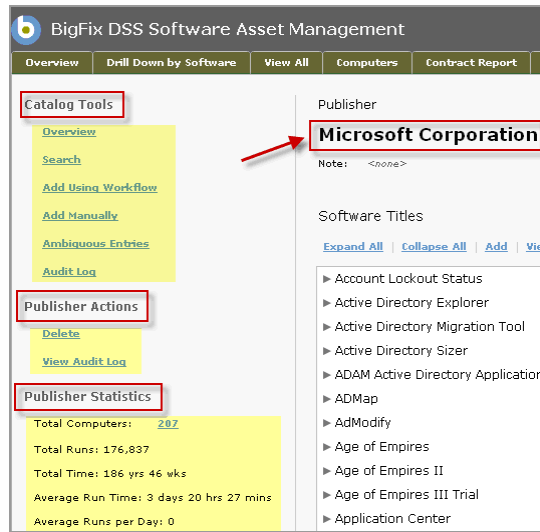 BigFix DSS Software Asset Management
Overview Drill Down by Software View All Computers Contract Report
Catalog Tools
Overview
Search
Add Using Workflow
Add Manually
Ambiguous Entries
Audit Log
Publisher Actions
Delete
View Audit Log
Publisher Statistics
Total Computers: 207
Total Runs: 176,837
Total Time: 186 yrs 46 wks
Average Run Time: 3 days 20 hrs 27 mins
Average Runs per Day: 0
Publisher
Microsoft Corporation
Note: <none>
Software Titles
Expand All | Collapse All | Add | Vie
Account Lockout Status
Active Directory Explorer
Active Directory Migration Tool
Active Directory Sizer
ADAM Active Directory Application
ADMap
AdModify
Age of Empires
Age of Empires II
Age of Empires III Trial
Application Center